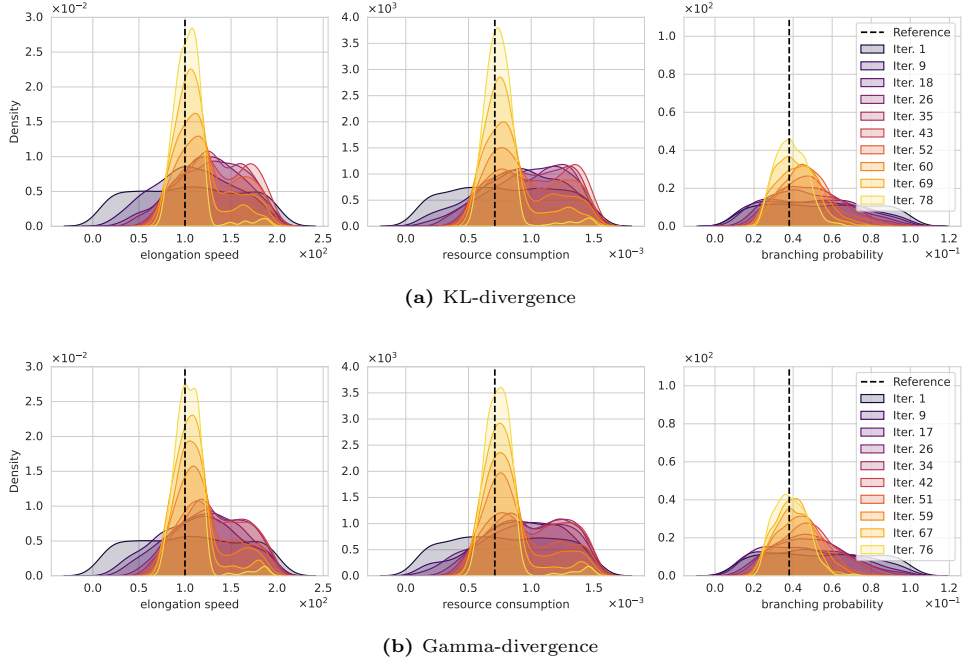 ×10⁻²
3.0
2.5
2.0
1.5
1.0
0.5
0.0
Density
0.0 0.5 1.0 1.5 2.0 2.5
elongation speed
×10²
×10³
4.0
3.5
3.0
2.5
2.0
1.5
1.0
0.5
0.0
0.0 0.5 1.0 1.5
resource consumption
×10⁻³
×10²
1.0
0.8
0.6
0.4
0.2
0.0
0.0 0.2 0.4 0.6 0.8 1.0 1.2
branching probability
×10⁻¹
Reference
Iter. 1
Iter. 9
Iter. 18
Iter. 26
Iter. 35
Iter. 43
Iter. 52
Iter. 60
Iter. 69
Iter. 78
(a) KL-divergence
×10⁻²
3.0
2.5
2.0
1.5
1.0
0.5
0.0
Density
0.0 0.5 1.0 1.5 2.0 2.5
elongation speed
×10²
×10³
4.0
3.5
3.0
2.5
2.0
1.5
1.0
0.5
0.0
0.0 0.5 1.0 1.5
resource consumption
×10⁻³
×10²
1.0
0.8
0.6
0.4
0.2
0.0
0.0 0.2 0.4 0.6 0.8 1.0 1.2
branching probability
×10⁻¹
Reference
Iter. 1
Iter. 9
Iter. 17
Iter. 26
Iter. 34
Iter. 42
Iter. 51
Iter. 59
Iter. 67
Iter. 76
(b) Gamma-divergence